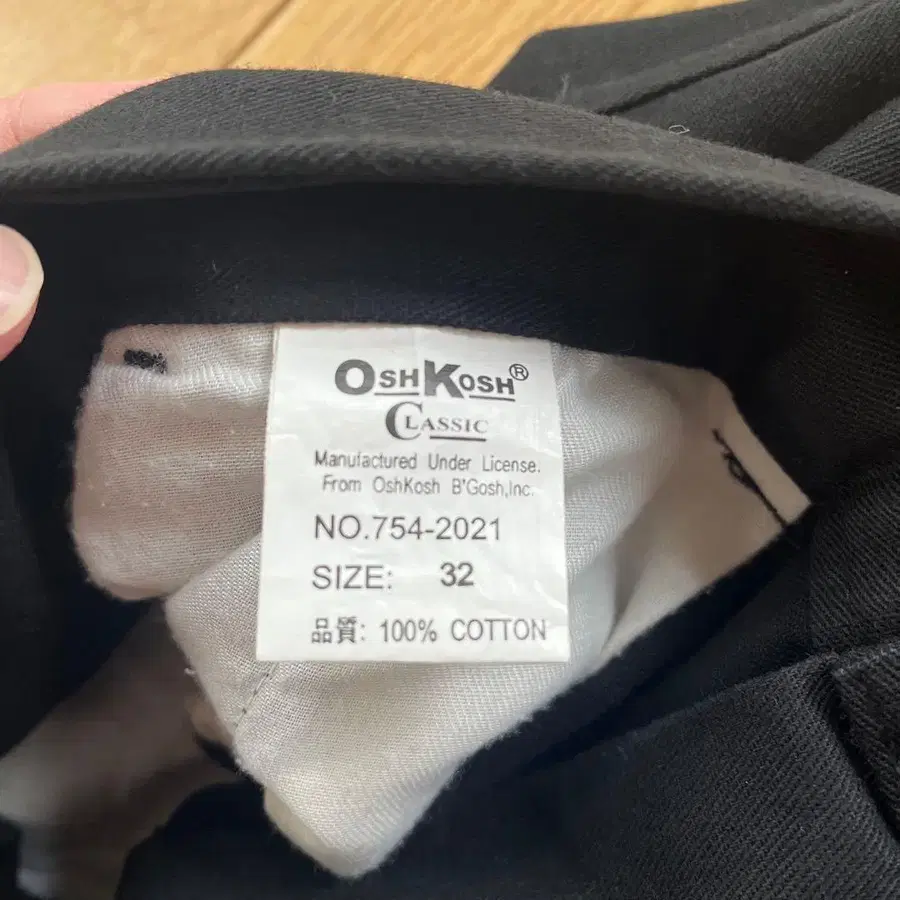 OSHKOSH®
CLASSIC
Manufactured Under License.
From OshKosh B'Gosh,Inc.
NO.754-2021
SIZE: 32
品質: 100% COTTON